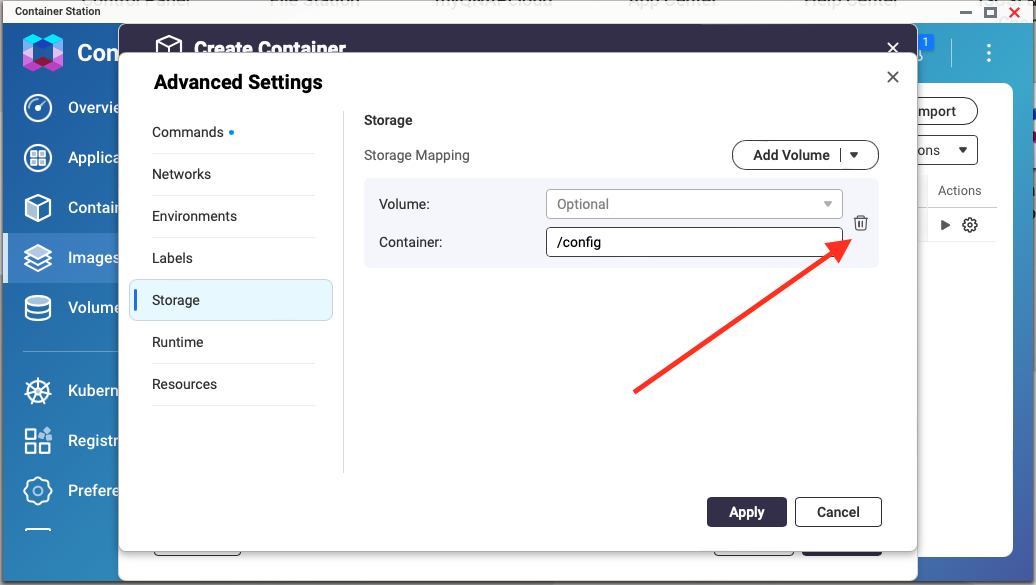 Container Station
Create Container
1
Con
Advanced Settings
Overvie
Applica
Contain
Images
Volume
Kubern
Registr
Prefere
Commands
Networks
Environments
Labels
Storage
Runtime
Resources
Storage
Storage Mapping
Add Volume
Volume:
Optional
Container:
/config
Apply
Cancel
mport
ons
Actions